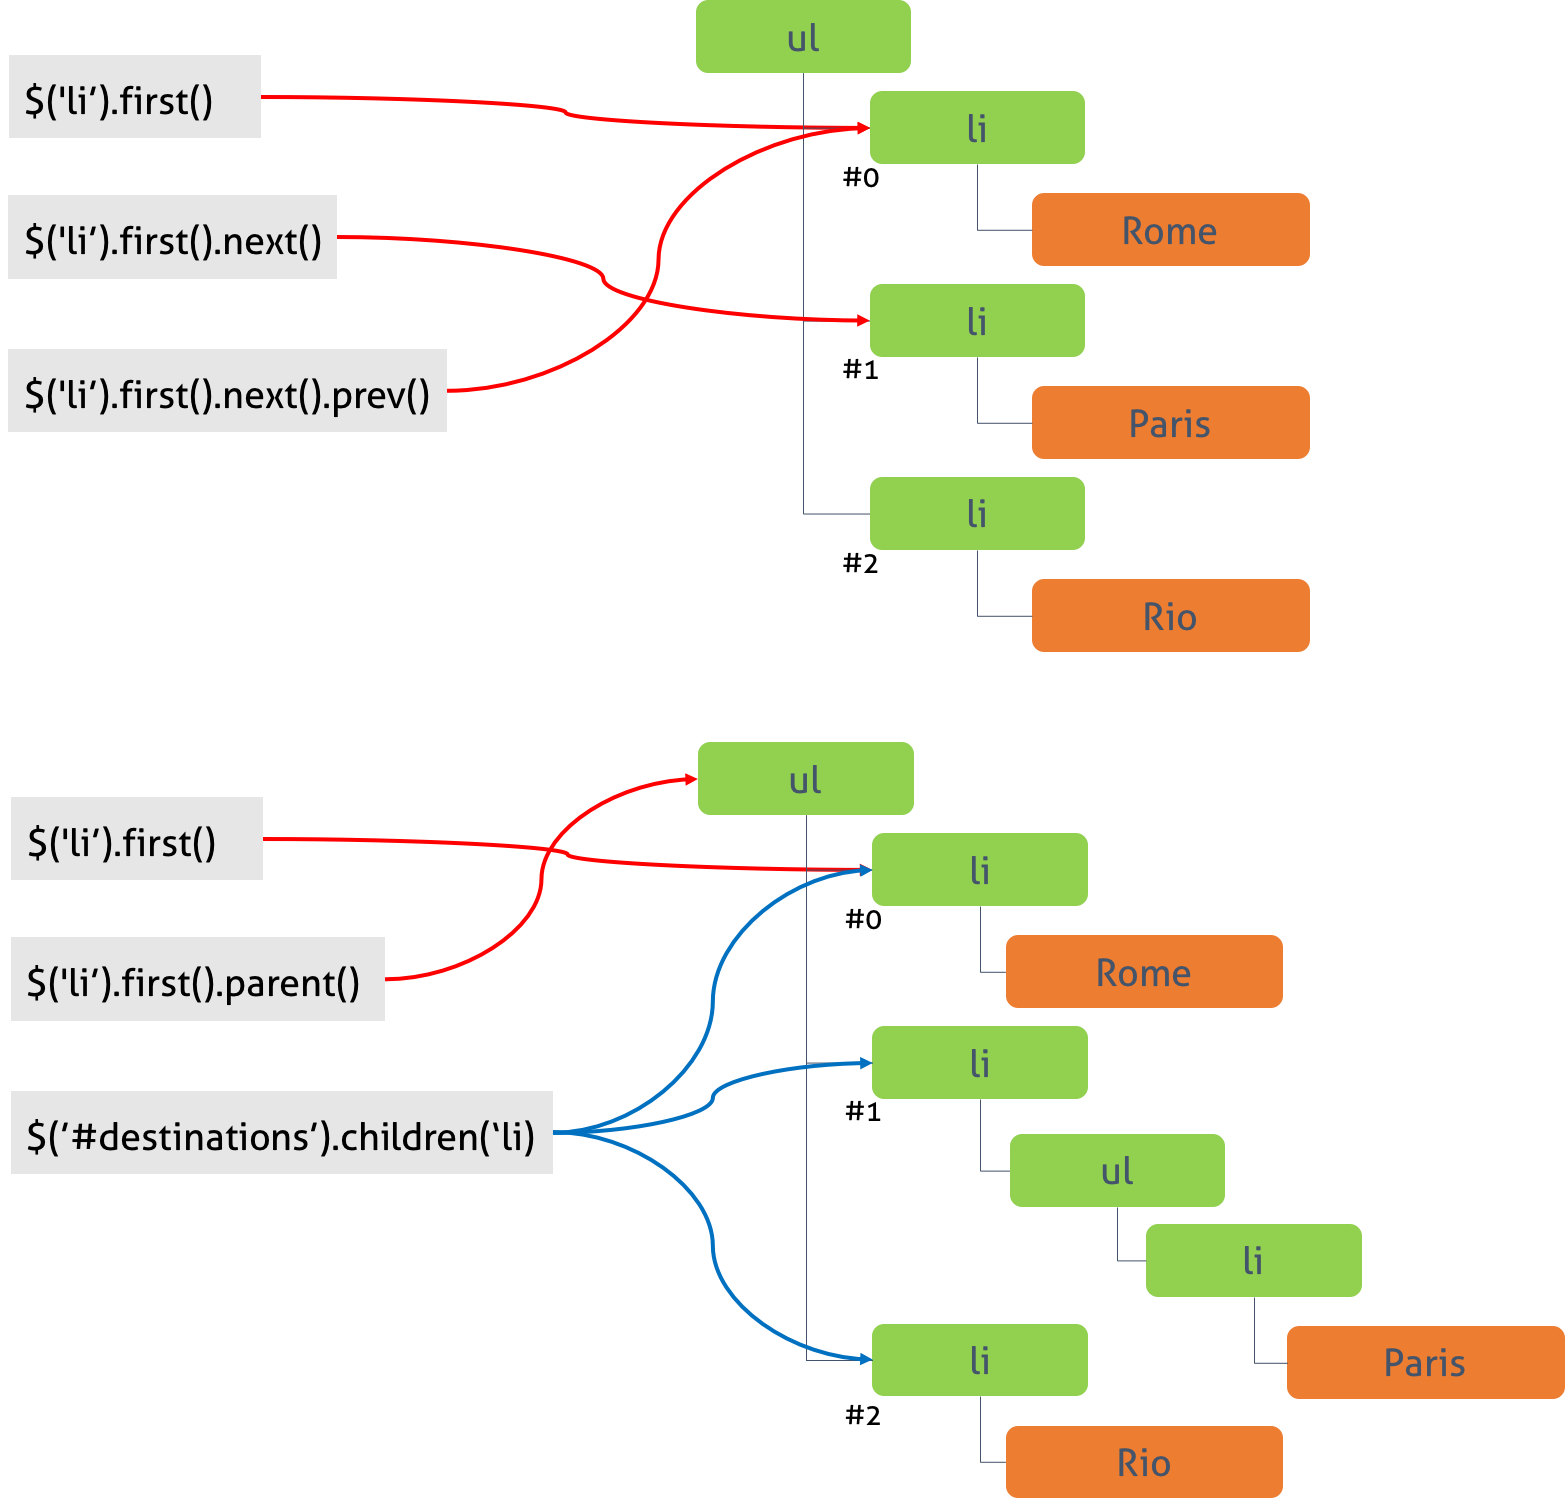 ul
$('li’).first()
li
#0
Rome
$('li’).first().next()
li
#1
$('li’).first().next().prev()
Paris
li
#2
Rio
ul
$('li’).first()
li
#0
Rome
$('li’).first().parent()
li
#1
$(’#destinations’).children(‘li)
ul
li
Paris
li
#2
Rio